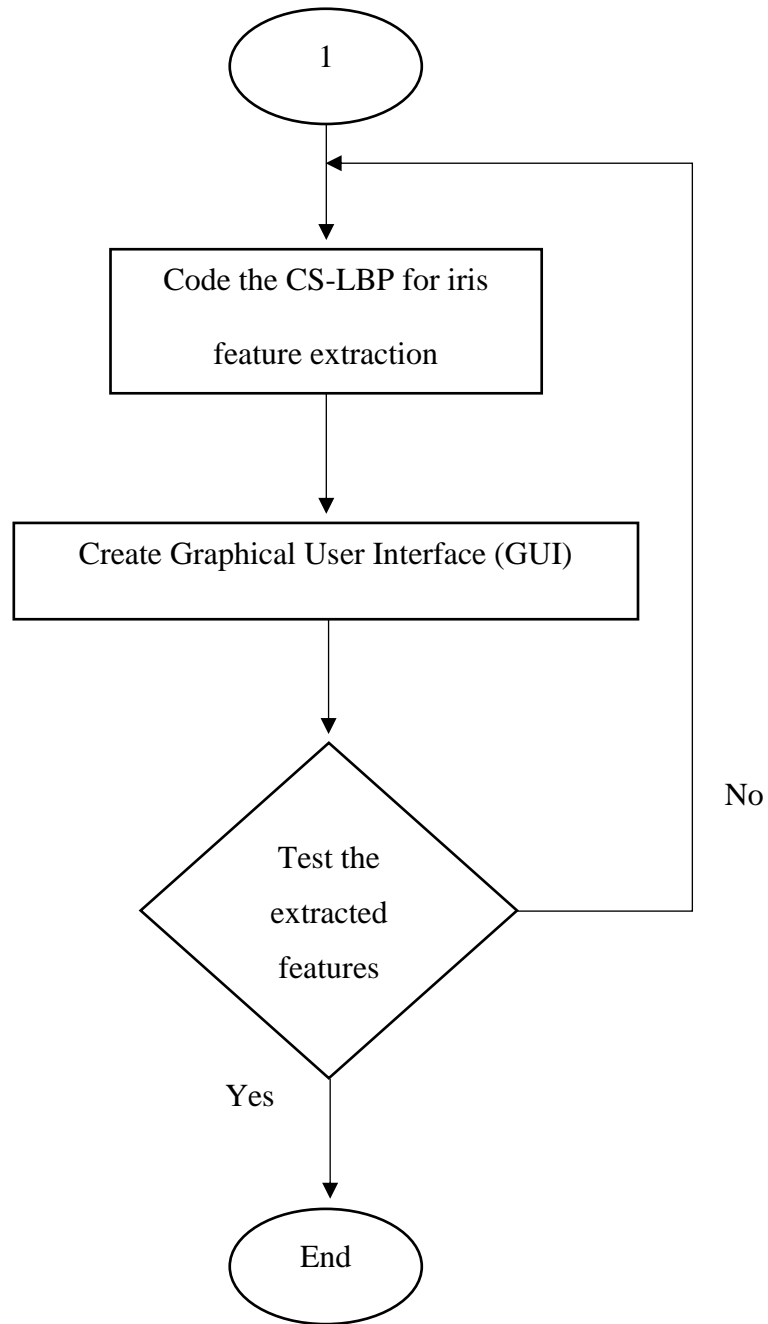 1
Code the CS-LBP for iris
feature extraction
Create Graphical User Interface (GUI)
No
Test the
extracted
features
Yes
End